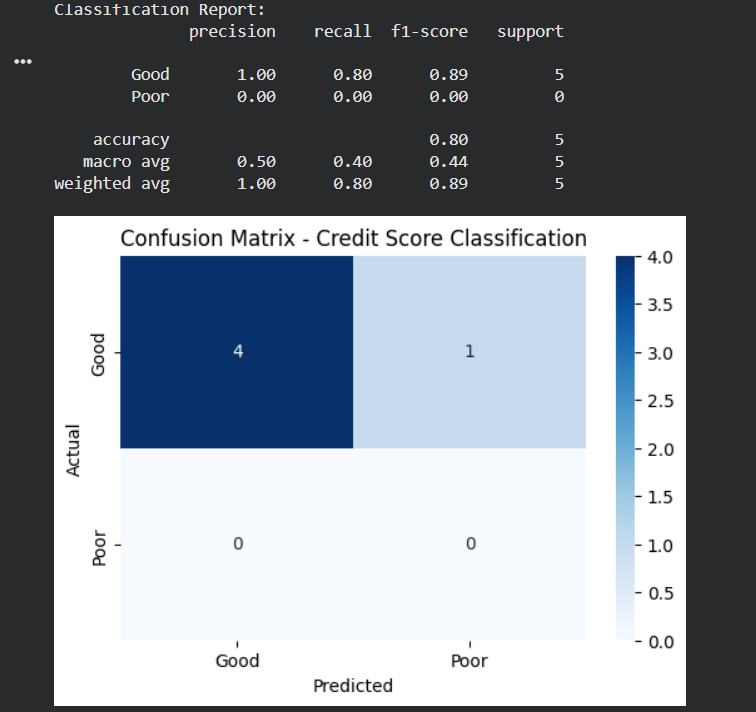 Classification Report:
precision recall f1-score support
Good 1.00 0.80 0.89 5
Poor 0.00 0.00 0.00 0
accuracy 0.80 5
macro avg 0.50 0.40 0.44 5
weighted avg 1.00 0.80 0.89 5
Confusion Matrix - Credit Score Classification
4.0
3.5
3.0
2.5
2.0
1.5
1.0
0.5
0.0
Actual
Good
4 1
Poor
0 0
Good Poor
Predicted